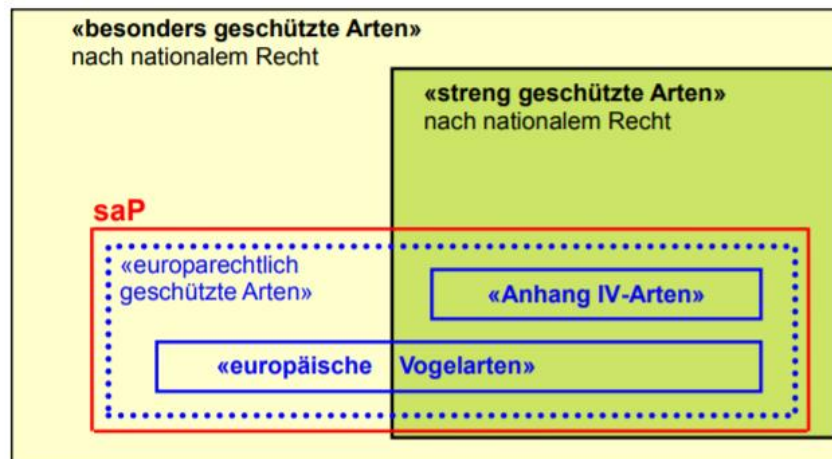 «besonders geschützte Arten»
nach nationalem Recht
«streng geschützte Arten»
nach nationalem Recht
saP
«europarechtlich
geschützte Arten»
«Anhang IV-Arten»
«europäische Vogelarten»